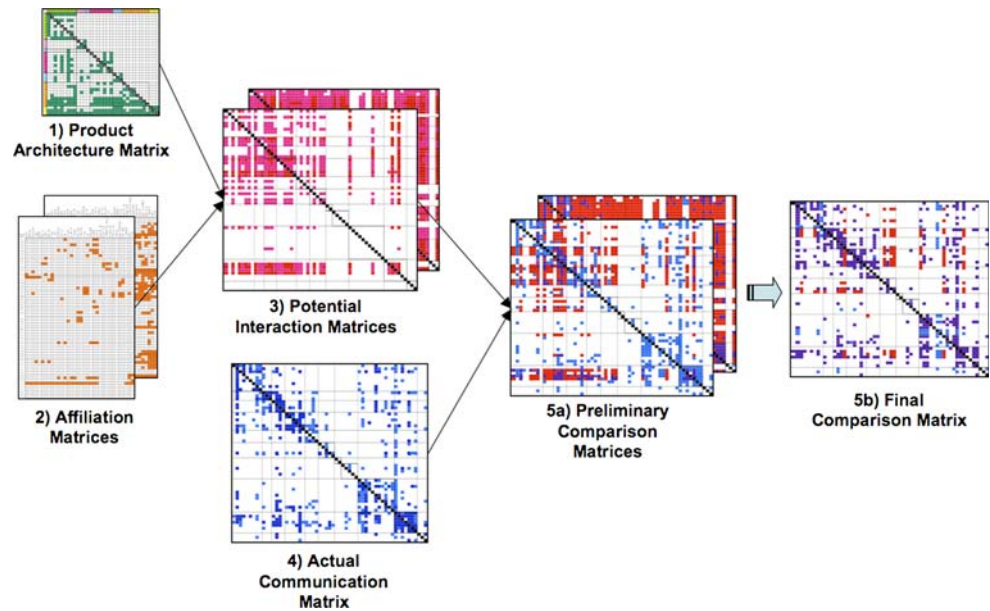 1) Product
Architecture Matrix
2) Affiliation
Matrices
3) Potential
Interaction Matrices
4) Actual
Communication
Matrix
5a) Preliminary
Comparison
Matrices
5b) Final
Comparison Matrix